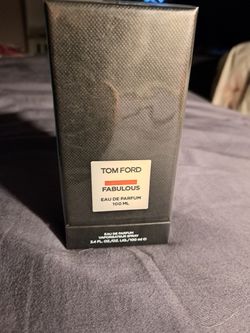 TOM FORD
FABULOUS
EAU DE PARFUM
100 ML
EAU DE PARFUM
VAPORISATEUR SPRAY
3.4 FL. OZ./OZ. LIQ./100 ml ℮